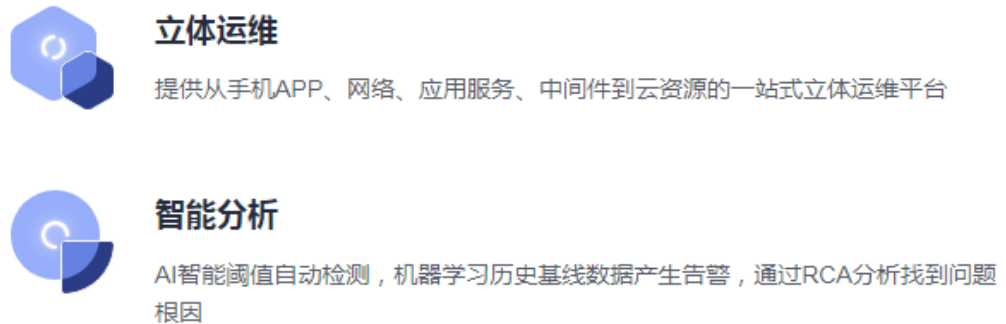 立体运维
提供从手机APP、网络、应用服务、中间件到云资源的一站式立体运维平台
智能分析
AI智能阈值自动检测，机器学习历史基线数据产生告警，通过RCA分析找到问题
根因